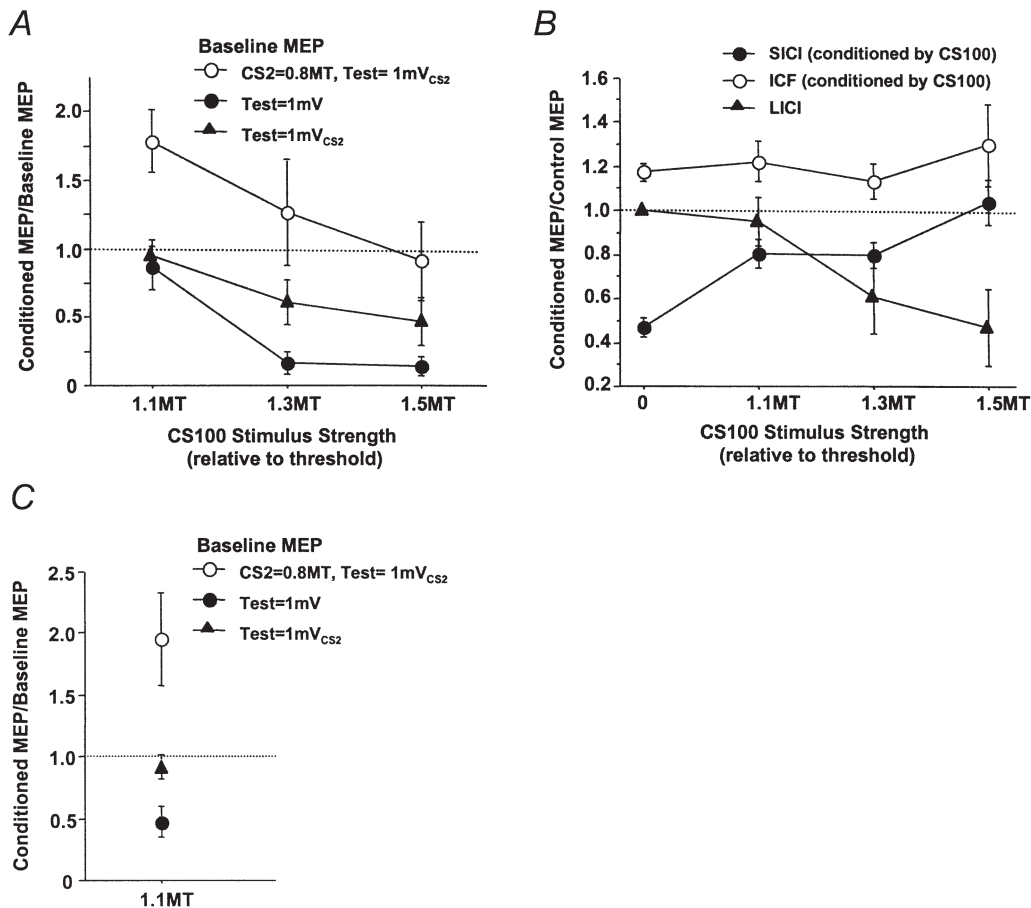 A
Baseline MEP
CS2=0.8MT, Test= 1mVCS2
Test=1mV
Test=1mVCS2
Conditioned MEP/Baseline MEP
2.0
1.5
1.0
0.5
0
1.1MT 1.3MT 1.5MT
CS100 Stimulus Strength
(relative to threshold)
B
SICI (conditioned by CS100)
ICF (conditioned by CS100)
LICI
Conditioned MEP/Control MEP
1.6
1.4
1.2
1.0
0.8
0.6
0.4
0.2
0 1.1MT 1.3MT 1.5MT
CS100 Stimulus Strength
(relative to threshold)
C
Baseline MEP
CS2=0.8MT, Test= 1mVCS2
Test=1mV
Test=1mVCS2
Conditioned MEP/Baseline MEP
2.5
2.0
1.5
1.0
0.5
0
1.1MT